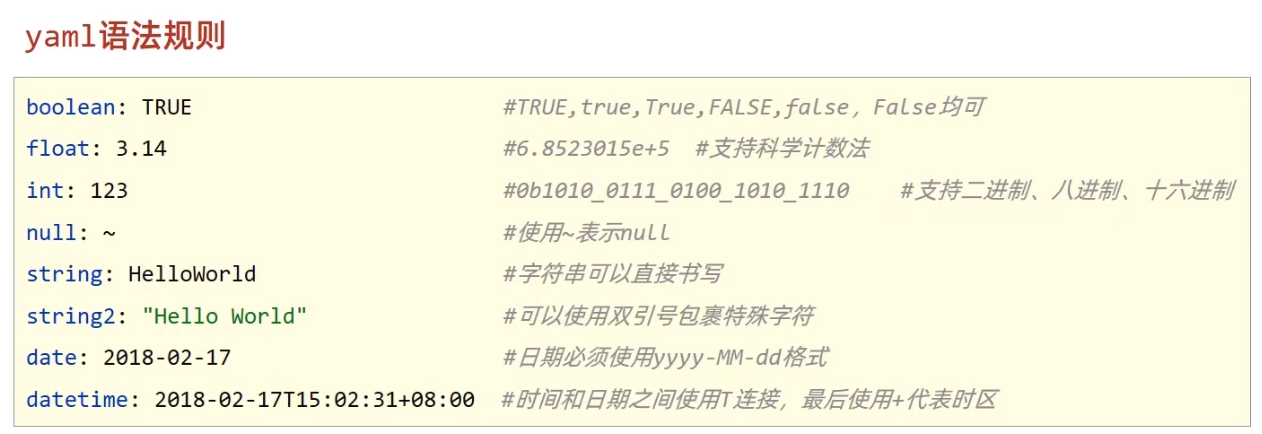 yaml语法规则
boolean: TRUE #TRUE,true,True,FALSE,false, False均可
float: 3.14 #6.8523015e+5 #支持科学计数法
int: 123 #0b1010_0111_0100_1010_1110 #支持二进制、八进制、十六进制
null: ~ #使用~表示null
string: HelloWorld #字符串可以直接书写
string2: "Hello World" #可以使用双引号包裹特殊字符
date: 2018-02-17 #日期必须使用yyyy-MM-dd格式
datetime: 2018-02-17T15:02:31+08:00 #时间和日期之间使用T连接，最后使用+代表时区